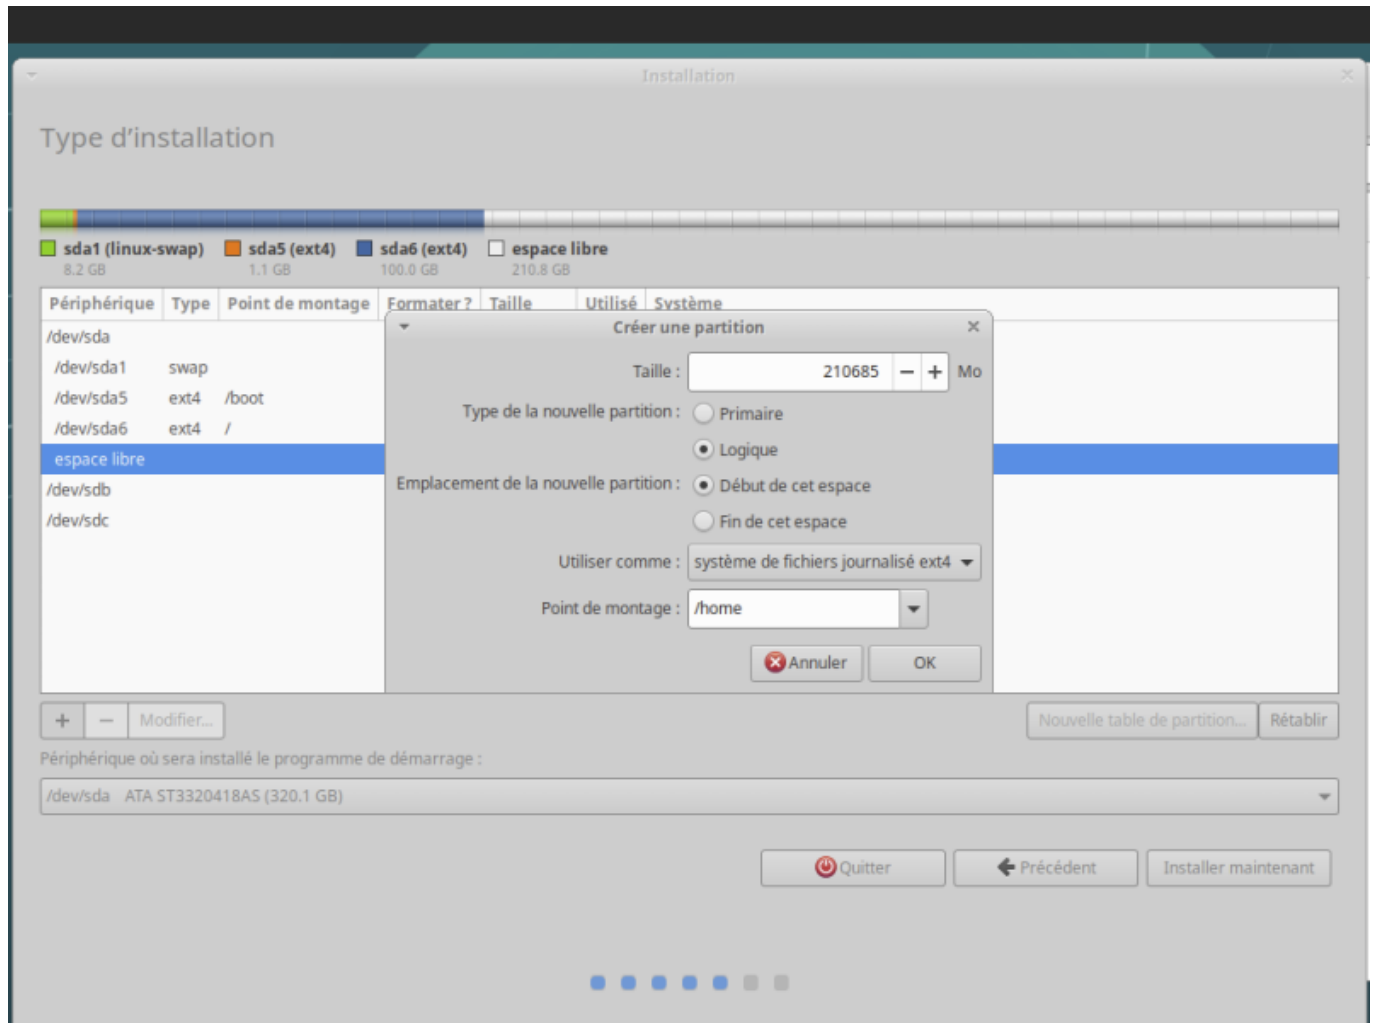 Installation
Type d'installation
sda1 (linux-swap) sda5 (ext4) sda6 (ext4) espace libre
8.2 GB 1.1 GB 100.0 GB 210.8 GB
Périphérique Type Point de montage Formater ? Taille Utilisé Système
/dev/sda
/dev/sda1 swap
/dev/sda5 ext4 /boot
/dev/sda6 ext4 /
espace libre
/dev/sdb
/dev/sdc
Créer une partition
Taille : 210685 Mo
Type de la nouvelle partition : Primaire
Logique
Emplacement de la nouvelle partition : Début de cet espace
Fin de cet espace
Utiliser comme : système de fichiers journalisé ext4
Point de montage : /home
Annuler OK
+ − Modifier... Nouvelle table de partition... Rétablir
Périphérique où sera installé le programme de démarrage :
/dev/sda ATA ST3320418AS (320.1 GB)
Quitter Précédent Installer maintenant